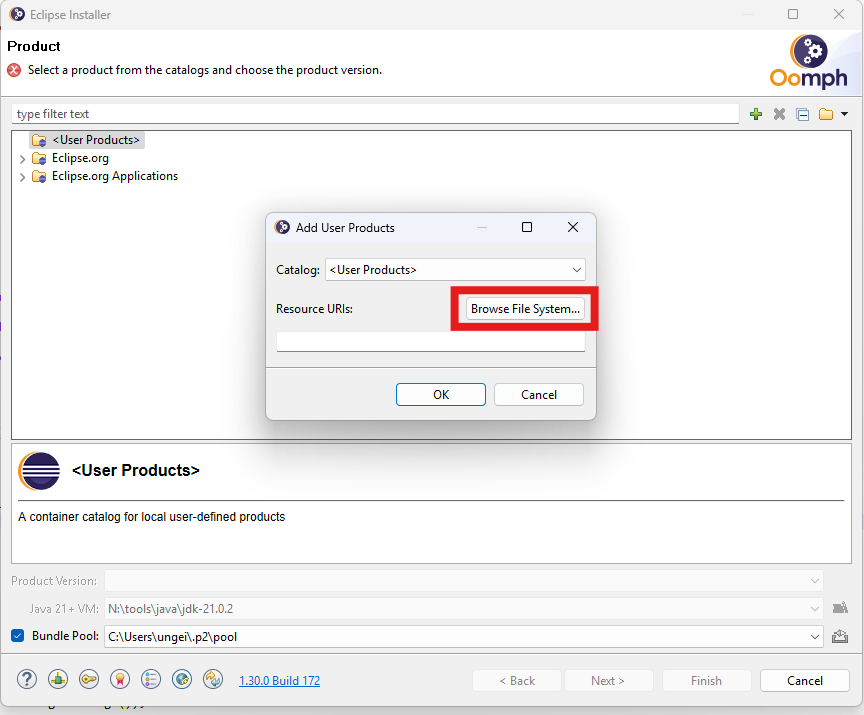 Eclipse Installer
Product
Select a product from the catalogs and choose the product version.
Oomph
type filter text
<User Products>
Eclipse.org
Eclipse.org Applications
Add User Products
Catalog: <User Products>
Resource URIs: Browse File System...
OK Cancel
<User Products>
A container catalog for local user-defined products
Product Version:
Java 21+ VM: N:\tools\java\jdk-21.0.2
Bundle Pool: C:\Users\ungei\.p2\pool
1.30.0 Build 172 < Back Next > Finish Cancel